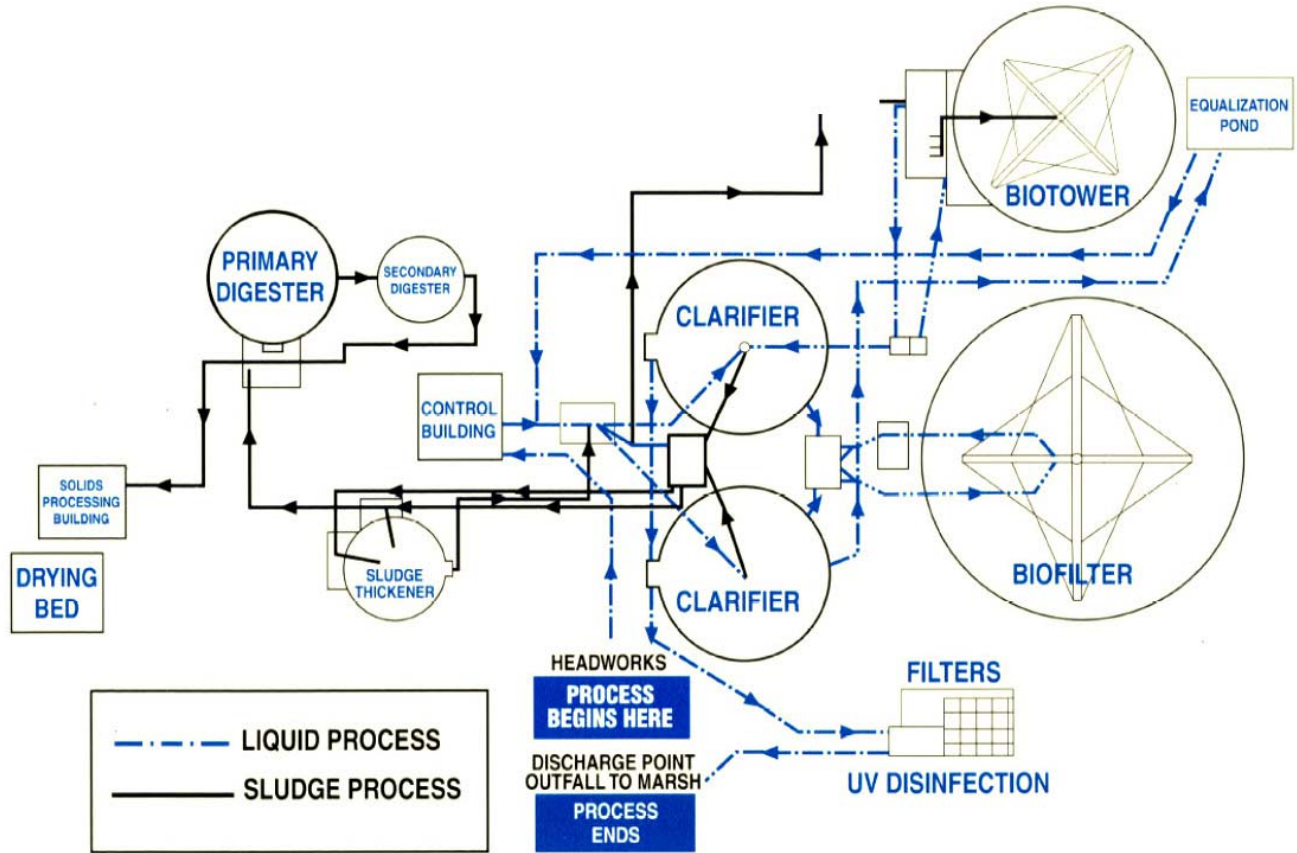 EQUALIZATION
POND
BIOTOWER
PRIMARY
DIGESTER
SECONDARY
DIGESTER
CLARIFIER
CONTROL
BUILDING
SOLIDS
PROCESSING
BUILDING
DRYING
BED
SLUDGE
THICKENER
CLARIFIER
BIOFILTER
HEADWORKS
PROCESS
BEGINS HERE
DISCHARGE POINT
OUTFALL TO MARSH
PROCESS
ENDS
FILTERS
UV DISINFECTION
LIQUID PROCESS
SLUDGE PROCESS